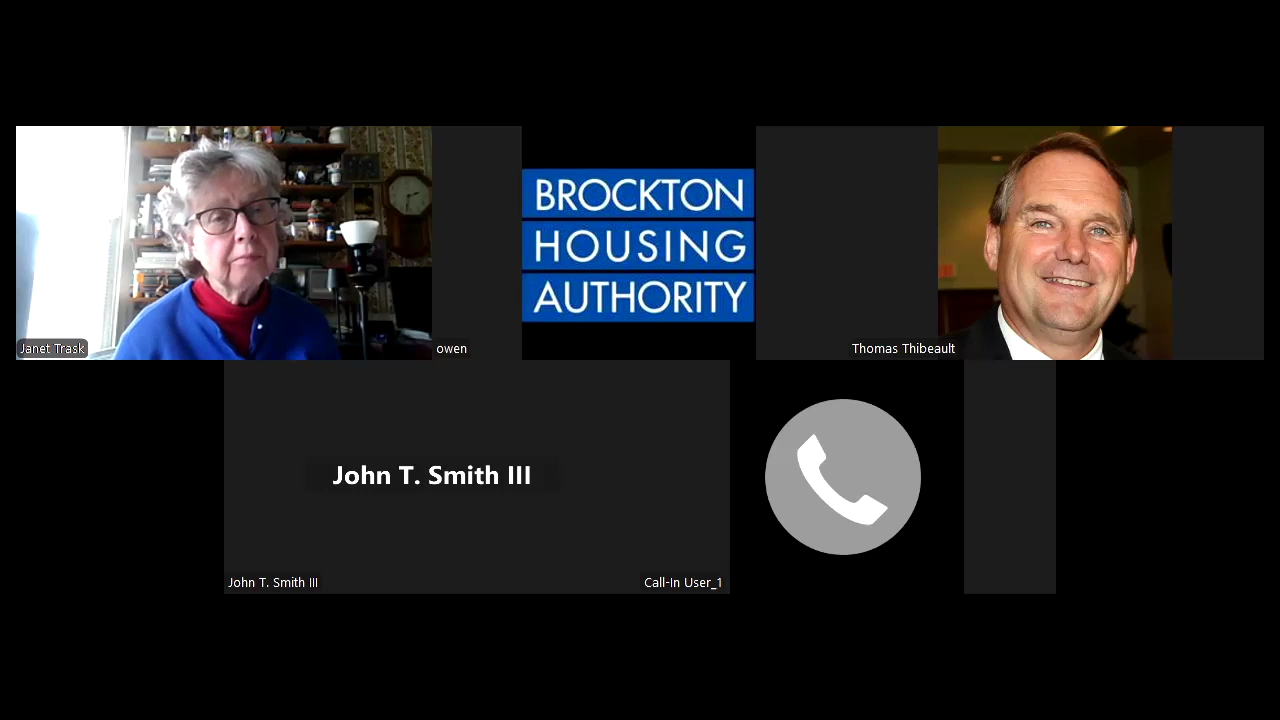 BROCKTON
HOUSING
AUTHORITY
Janet Trask
owen
Thomas Thibeault
John T. Smith III
John T. Smith III
Call-In User_1